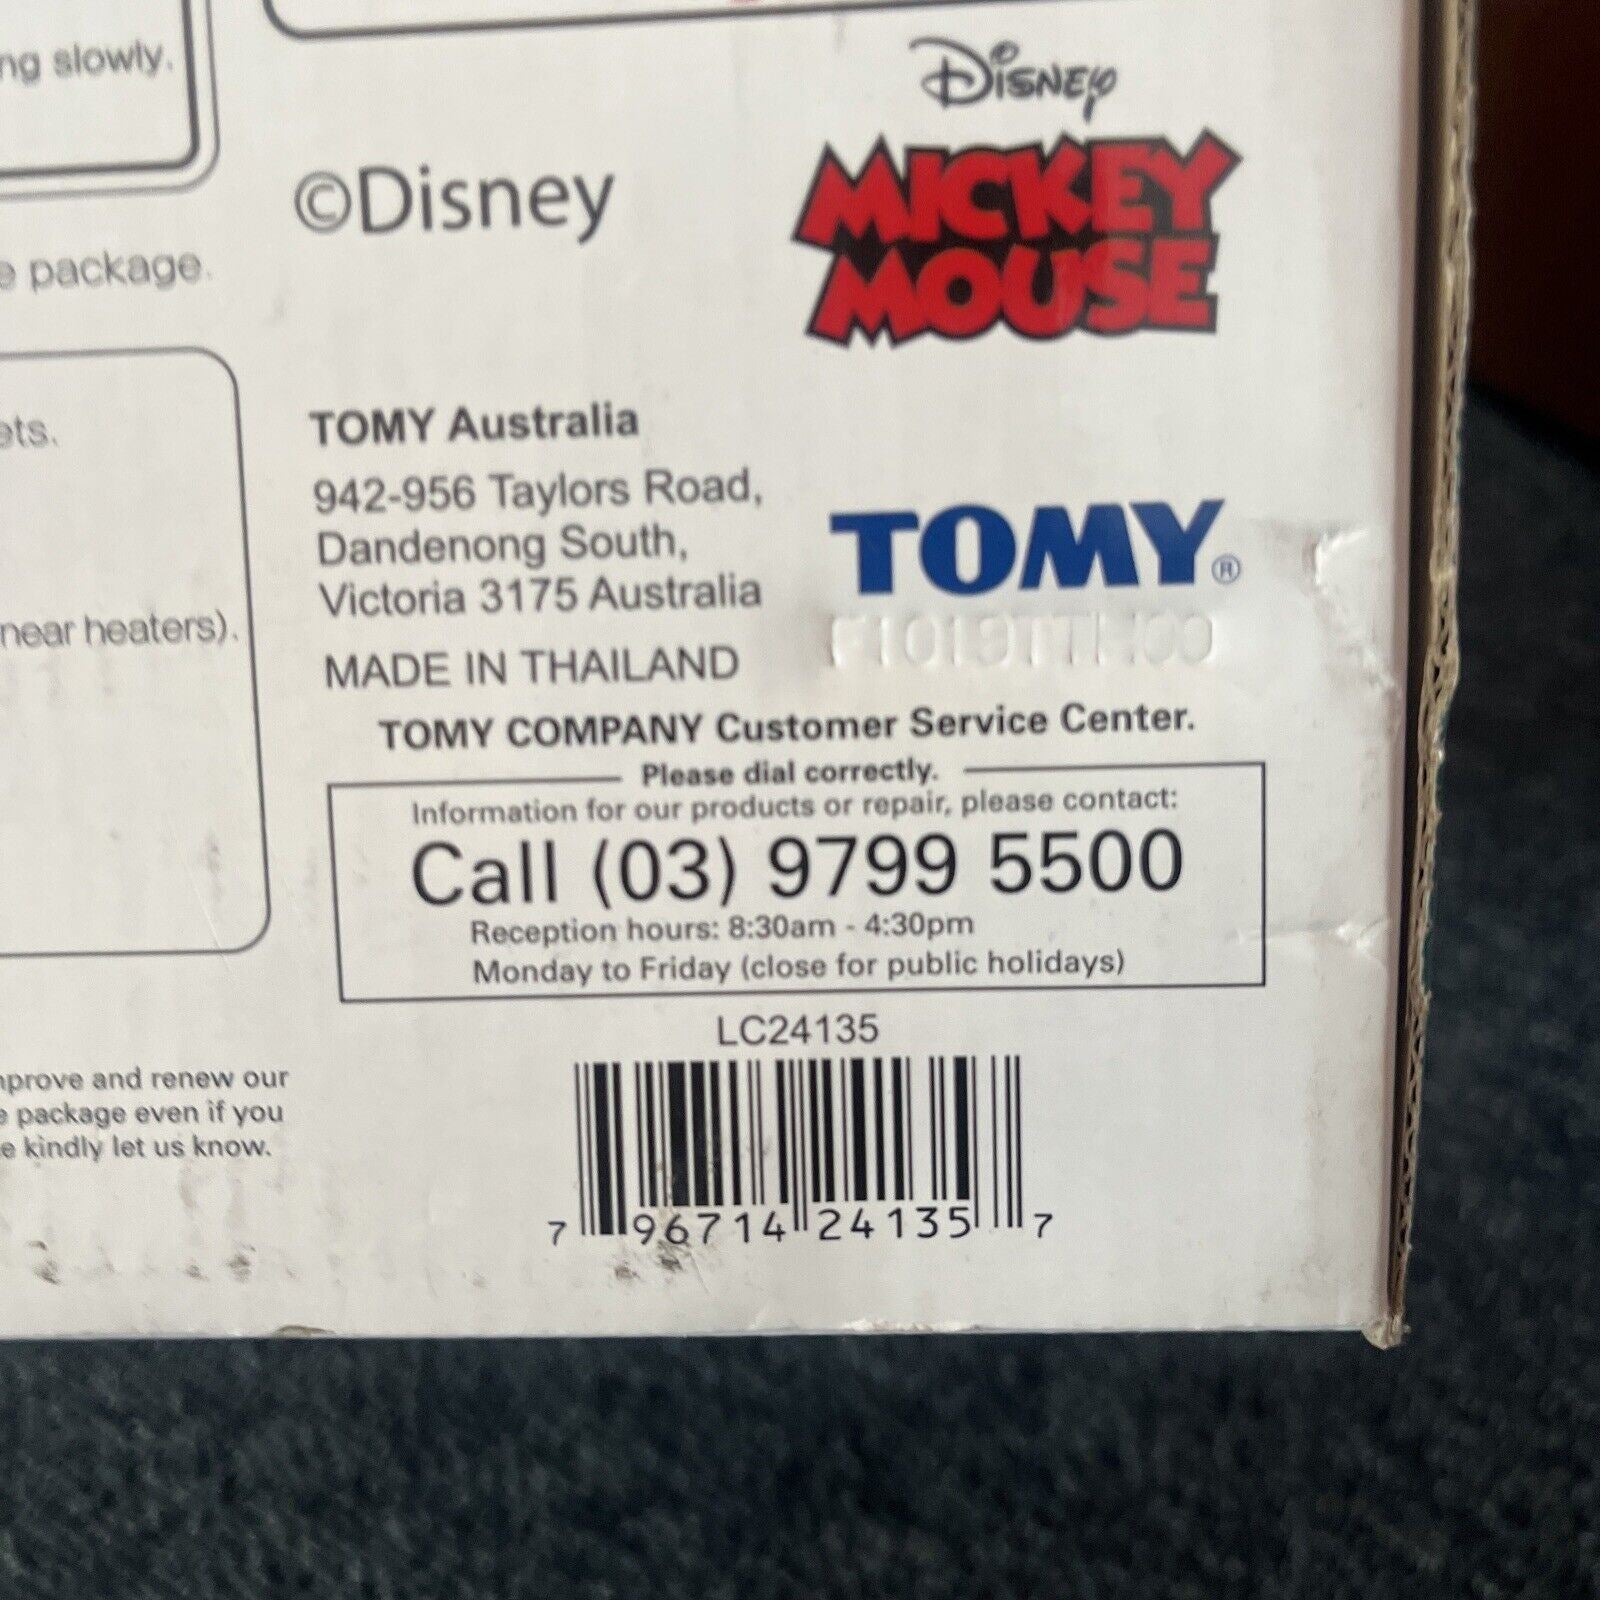 ng slowly.
Disney
©Disney
MICKEY
MOUSE
package.
ets.
TOMY Australia
942-956 Taylors Road,
Dandenong South,
Victoria 3175 Australia
TOMY®
near heaters).
MADE IN THAILAND
TOMY COMPANY Customer Service Center.
Please dial correctly.
Information for our products or repair, please contact:
Call (03) 9799 5500
Reception hours: 8:30am - 4:30pm
Monday to Friday (close for public holidays)
LC24135
mprove and renew our
e package even if you
e kindly let us know.
7 96714 24135 7